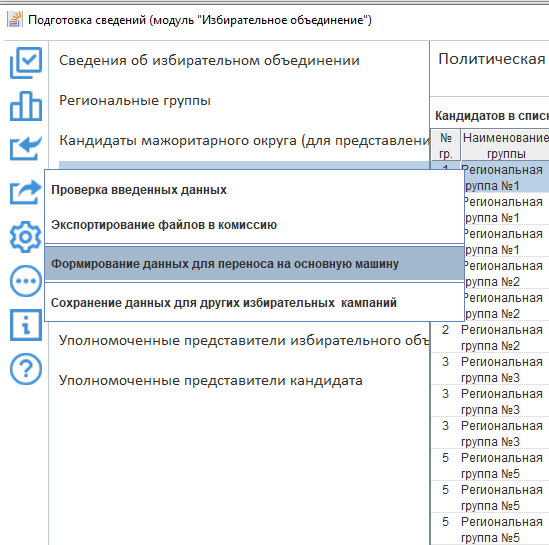 Подготовка сведений (модуль "Избирательное объединение")
Сведения об избирательном объединении
Региональные группы
Кандидаты мажоритарного округа (для представлени
Проверка введенных данных
Экспортирование файлов в комиссию
Формирование данных для переноса на основную машину
Сохранение данных для других избирательных кампаний
Уполномоченные представители избирательного объ
Уполномоченные представители кандидата
Политическая
Кандидатов в списк
№ Наименование
гр. группы
1 Региональная
группа №1
Региональная
группа №1
Региональная
группа №1
Региональная
группа №2
Региональная
группа №2
2 Региональная
группа №2
3 Региональная
группа №3
3 Региональная
группа №3
3 Региональная
группа №3
5 Региональная
группа №5
5 Региональная
группа №5
5 Региональная
группа №5